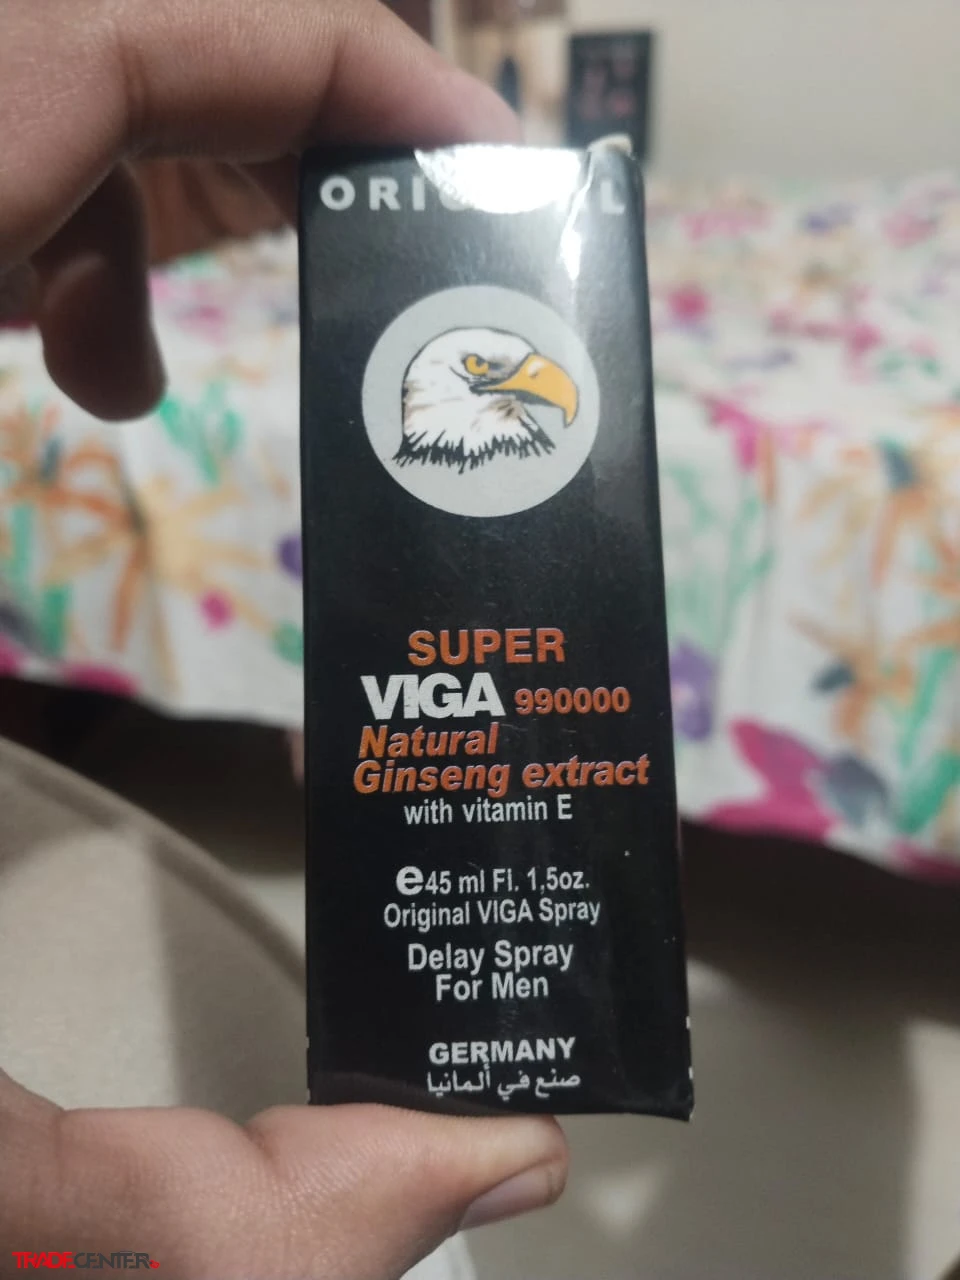 ORIGINAL
SUPER
VIGA 990000
Natural
Ginseng extract
with vitamin E
e45 ml Fl. 1,5oz.
Original VIGA Spray
Delay Spray
For Men
GERMANY
صنع في ألمانيا
TRADECENTER